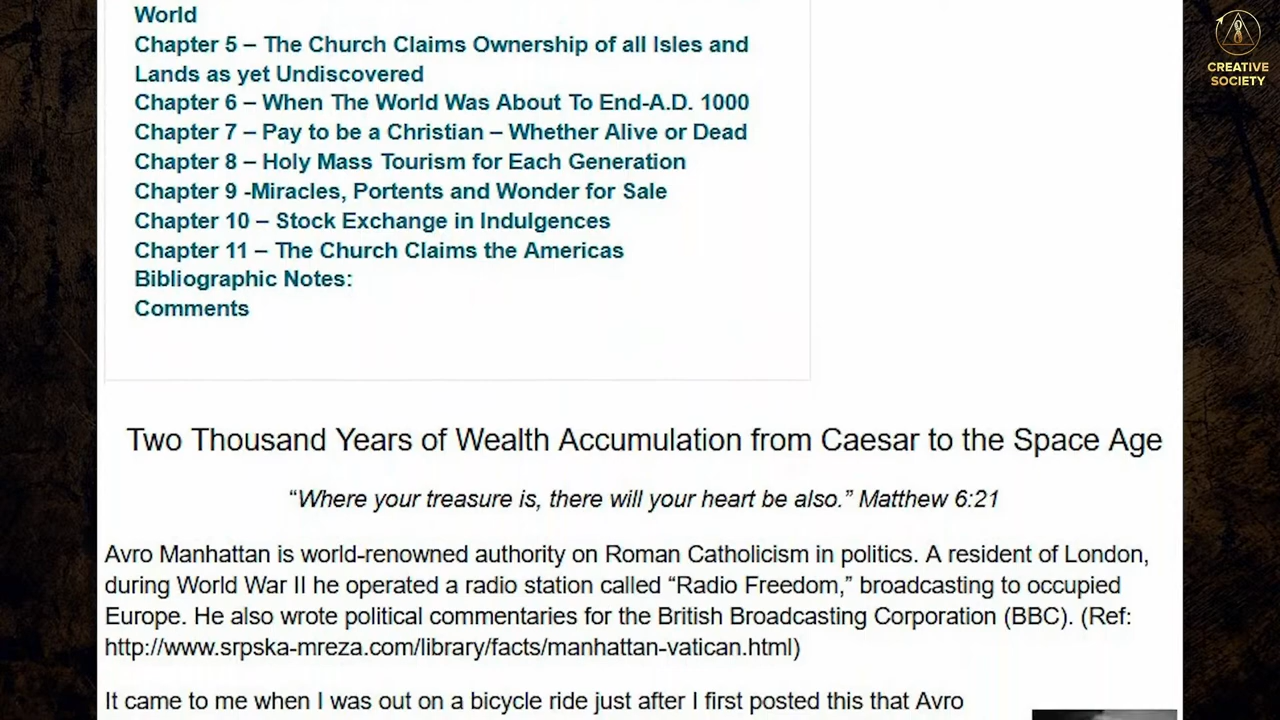 World
Chapter 5 – The Church Claims Ownership of all Isles and
Lands as yet Undiscovered
Chapter 6 – When The World Was About To End-A.D. 1000
Chapter 7 – Pay to be a Christian – Whether Alive or Dead
Chapter 8 – Holy Mass Tourism for Each Generation
Chapter 9 -Miracles, Portents and Wonder for Sale
Chapter 10 – Stock Exchange in Indulgences
Chapter 11 – The Church Claims the Americas
Bibliographic Notes:
Comments
Two Thousand Years of Wealth Accumulation from Caesar to the Space Age
“Where your treasure is, there will your heart be also.” Matthew 6:21
Avro Manhattan is world-renowned authority on Roman Catholicism in politics. A resident of London,
during World War II he operated a radio station called “Radio Freedom,” broadcasting to occupied
Europe. He also wrote political commentaries for the British Broadcasting Corporation (BBC). (Ref:
http://www.srpska-mreza.com/library/facts/manhattan-vatican.html)
It came to me when I was out on a bicycle ride just after I first posted this that Avro
CREATIVE
SOCIETY